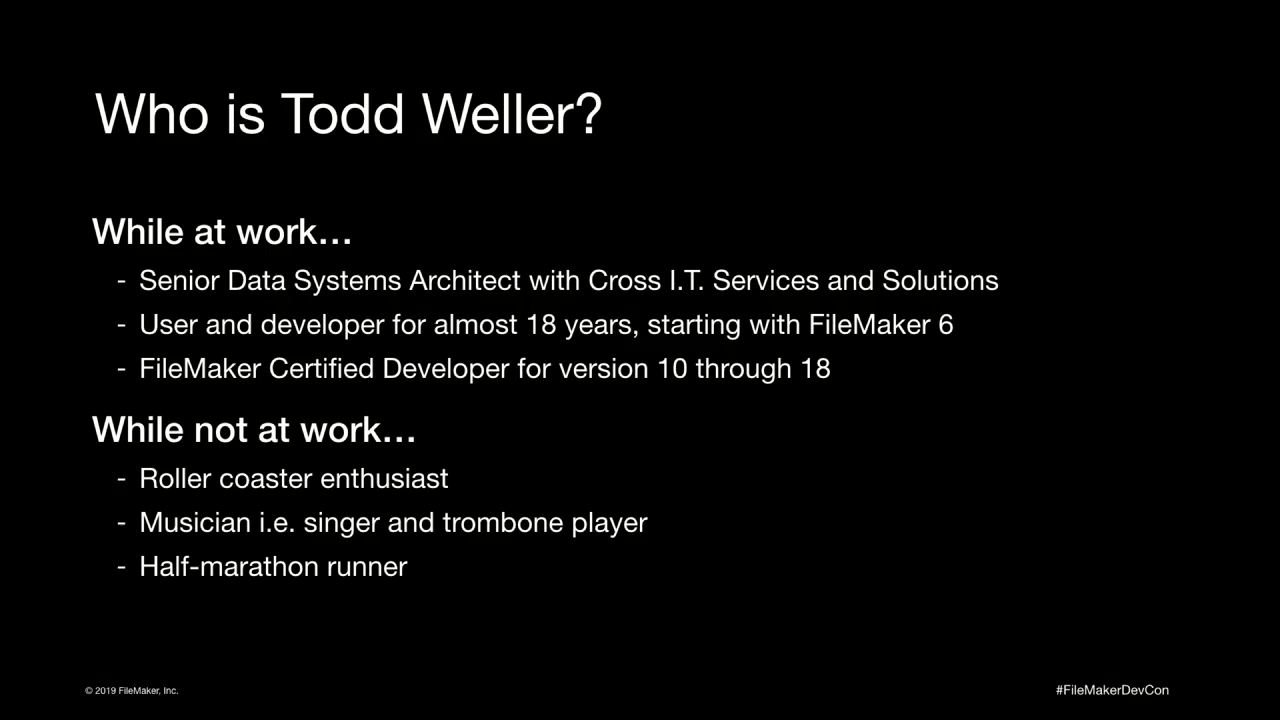 Who is Todd Weller?
While at work…
- Senior Data Systems Architect with Cross I.T. Services and Solutions
- User and developer for almost 18 years, starting with FileMaker 6
- FileMaker Certified Developer for version 10 through 18
While not at work…
- Roller coaster enthusiast
- Musician i.e. singer and trombone player
- Half-marathon runner
© 2019 FileMaker, Inc.
#FileMakerDevCon